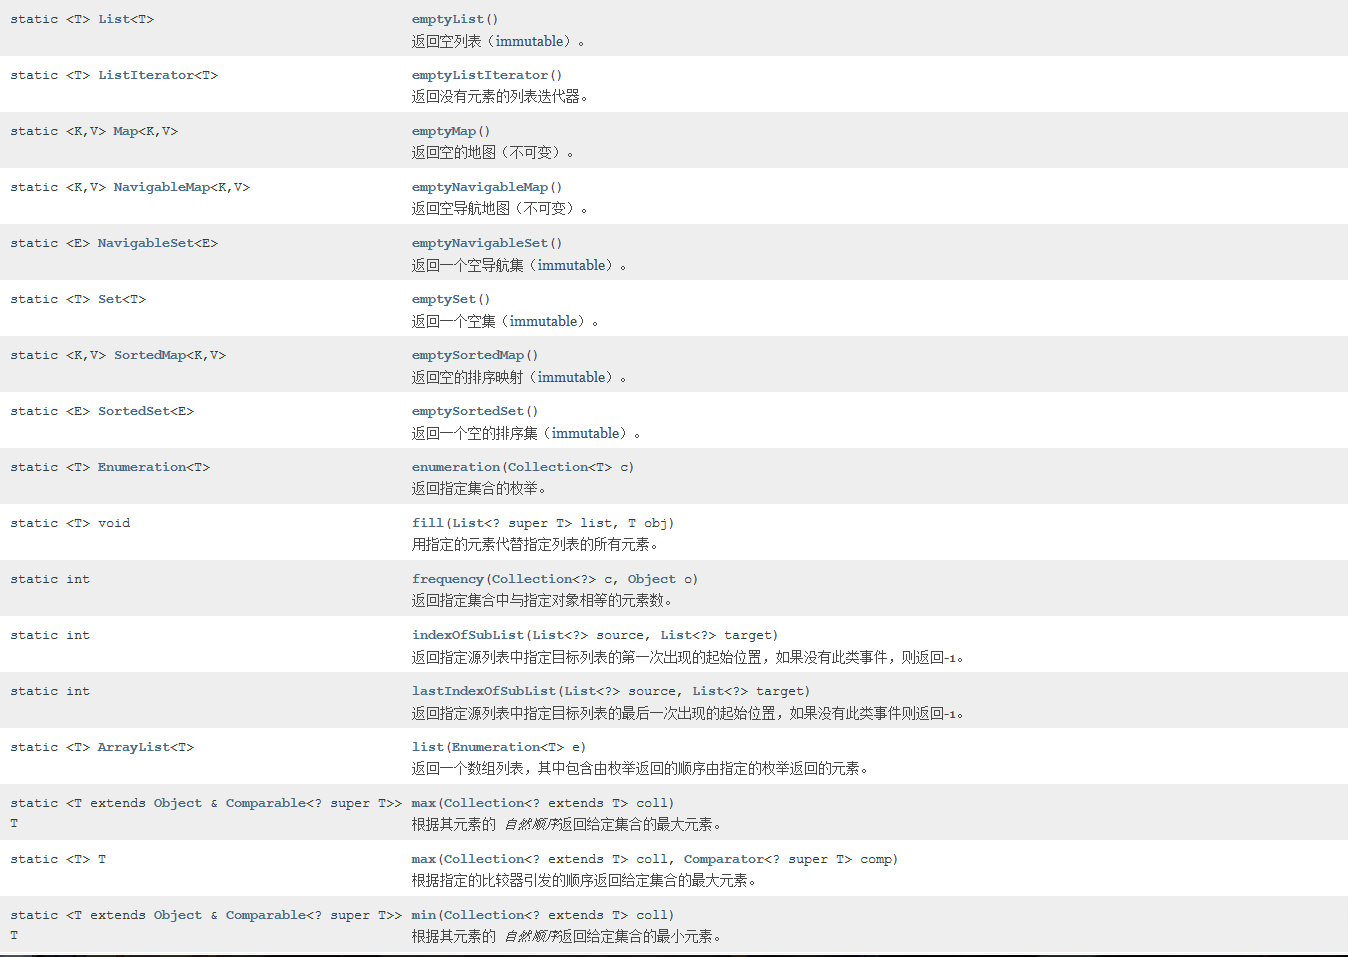 static <T> List<T> emptyList()
返回空列表（immutable）。
static <T> ListIterator<T> emptyListIterator()
返回没有元素的列表迭代器。
static <K,V> Map<K,V> emptyMap()
返回空的地图（不可变）。
static <K,V> NavigableMap<K,V> emptyNavigableMap()
返回空导航地图（不可变）。
static <E> NavigableSet<E> emptyNavigableSet()
返回一个空导航集（immutable）。
static <T> Set<T> emptySet()
返回一个空集（immutable）。
static <K,V> SortedMap<K,V> emptySortedMap()
返回空的排序映射（immutable）。
static <E> SortedSet<E> emptySortedSet()
返回一个空的排序集（immutable）。
static <T> Enumeration<T> enumeration(Collection<T> c)
返回指定集合的枚举。
static <T> void fill(List<? super T> list, T obj)
用指定的元素代替指定列表的所有元素。
static int frequency(Collection<?> c, Object o)
返回指定集合中与指定对象相等的元素数。
static int indexOfSubList(List<?> source, List<?> target)
返回指定源列表中指定目标列表的第一次出现的起始位置，如果没有此类事件，则返回-1。
static int lastIndexOfSubList(List<?> source, List<?> target)
返回指定源列表中指定目标列表的最后一次出现的起始位置，如果没有此类事件则返回-1。
static <T> ArrayList<T> list(Enumeration<T> e)
返回一个数组列表，其中包含由枚举返回的顺序由指定的枚举返回的元素。
static <T extends Object & Comparable<? super T>> max(Collection<? extends T> coll)
T 根据其元素的 自然顺序返回给定集合的最大元素。
static <T> T max(Collection<? extends T> coll, Comparator<? super T> comp)
根据指定的比较器引发的顺序返回给定集合的最大元素。
static <T extends Object & Comparable<? super T>> min(Collection<? extends T> coll)
T 根据其元素的 自然顺序返回给定集合的最小元素。